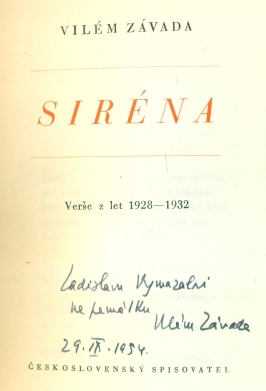 VILÉM ZÁVADA
SIRÉNA
Verše z let 1928—1932
Ladislavu Vymazalovi
na památku
Vilém Závada
29. IX. 1954.
ČESKOSLOVENSKÝ SPISOVATEL